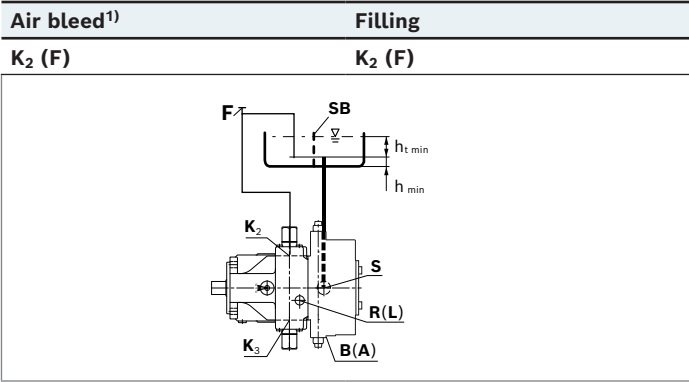 Air bleed¹⁾ Filling
K₂ (F) K₂ (F)
F SB
hₜ ₘᵢₙ
h ₘᵢₙ
K₂
S
R(L)
K₃
B(A)